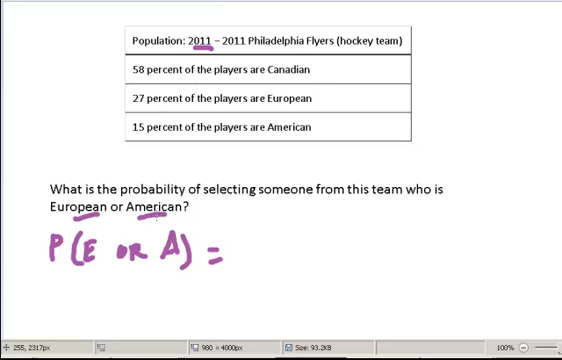 Population: 2011 – 2011 Philadelphia Flyers (hockey team)
58 percent of the players are Canadian
27 percent of the players are European
15 percent of the players are American
What is the probability of selecting someone from this team who is
European or American?
P(E OR A) =
255, 2317px 980 × 4000px Size: 93.2KB 100%